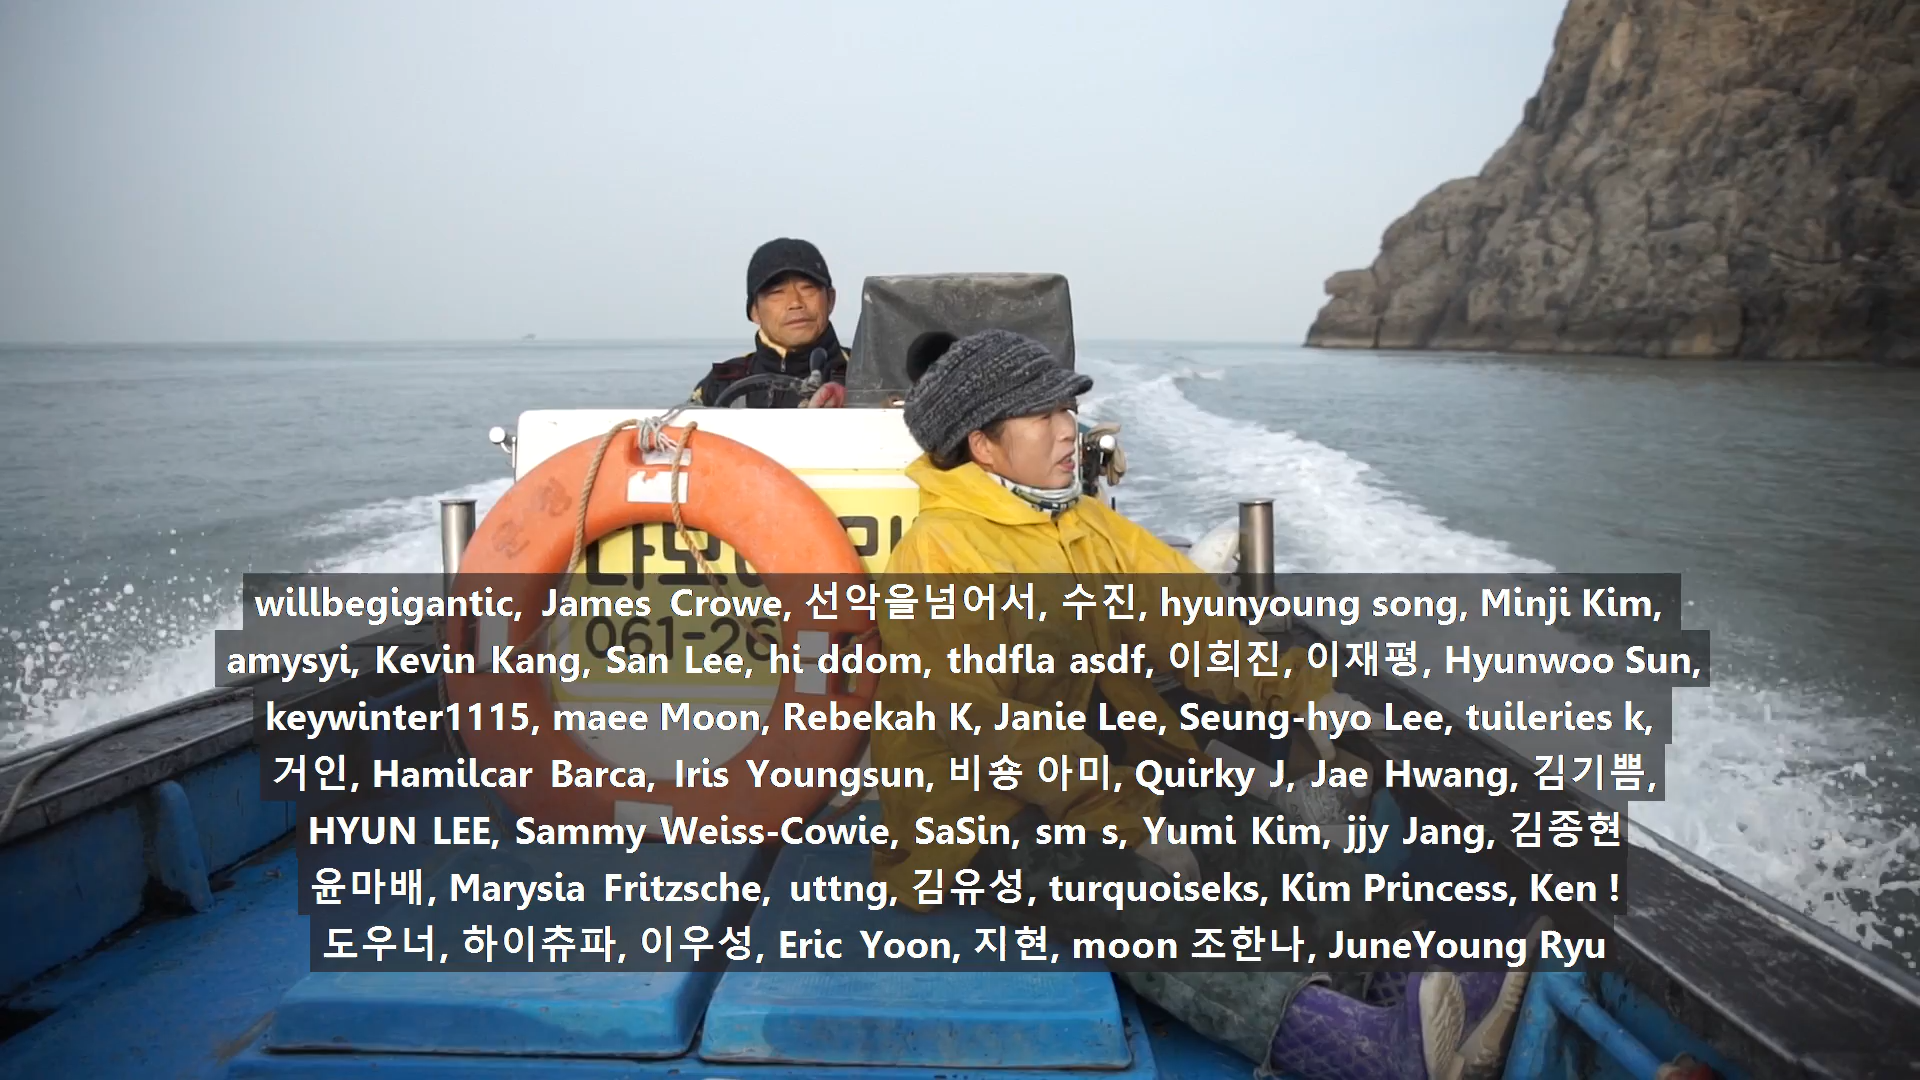 willbegigantic, James Crowe, 선악을넘어서, 수진, hyunyoung song, Minji Kim,
amysyi, Kevin Kang, San Lee, hi ddom, thdfla asdf, 이희진, 이재평, Hyunwoo Sun,
keywinter1115, maee Moon, Rebekah K, Janie Lee, Seung-hyo Lee, tuileries k,
거인, Hamilcar Barca, Iris Youngsun, 비숑 아미, Quirky J, Jae Hwang, 김기쁨,
HYUN LEE, Sammy Weiss-Cowie, SaSin, sm s, Yumi Kim, jjy Jang, 김종현
윤마배, Marysia Fritzsche, uttng, 김유성, turquoiseks, Kim Princess, Ken !
도우너, 하이츄파, 이우성, Eric Yoon, 지현, moon 조한나, JuneYoung Ryu
061-26